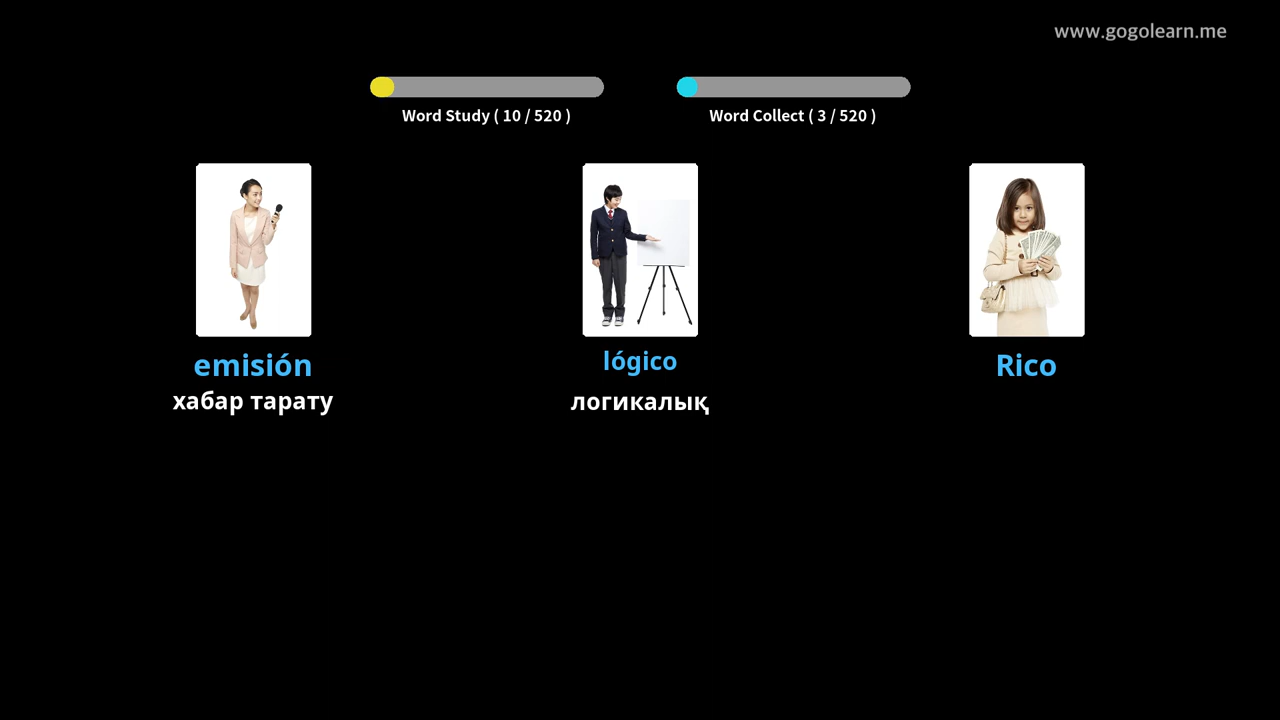 www.gogolearn.me
Word Study ( 10 / 520 )
Word Collect ( 3 / 520 )
emisión
lógico
Rico
хабар тарату
логикалық